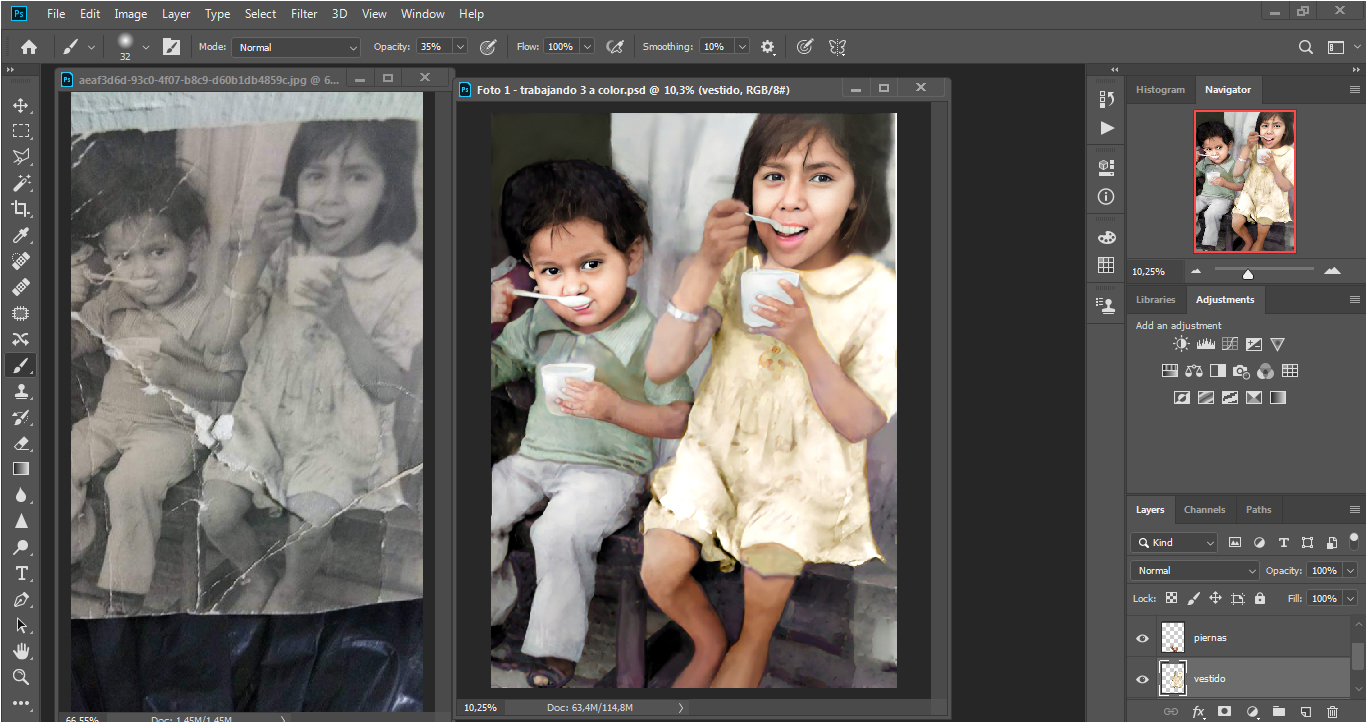 Ps File Edit Image Layer Type Select Filter 3D View Window Help
32 Mode: Normal Opacity: 35% Flow: 100% Smoothing: 10%
Ps aeaf3d6d-93c0-4f07-b8c9-d60b1db4859c.jpg @ 6...
66,55% Doc: 1,45M/1,45M
Ps Foto 1 - trabajando 3 a color.psd @ 10,3% (vestido, RGB/8#)
10,25% Doc: 63,4M/114,8M
Histogram Navigator
10,25%
Libraries Adjustments
Add an adjustment
Layers Channels Paths
Kind
Normal Opacity: 100%
Lock: Fill: 100%
piernas
vestido
fx